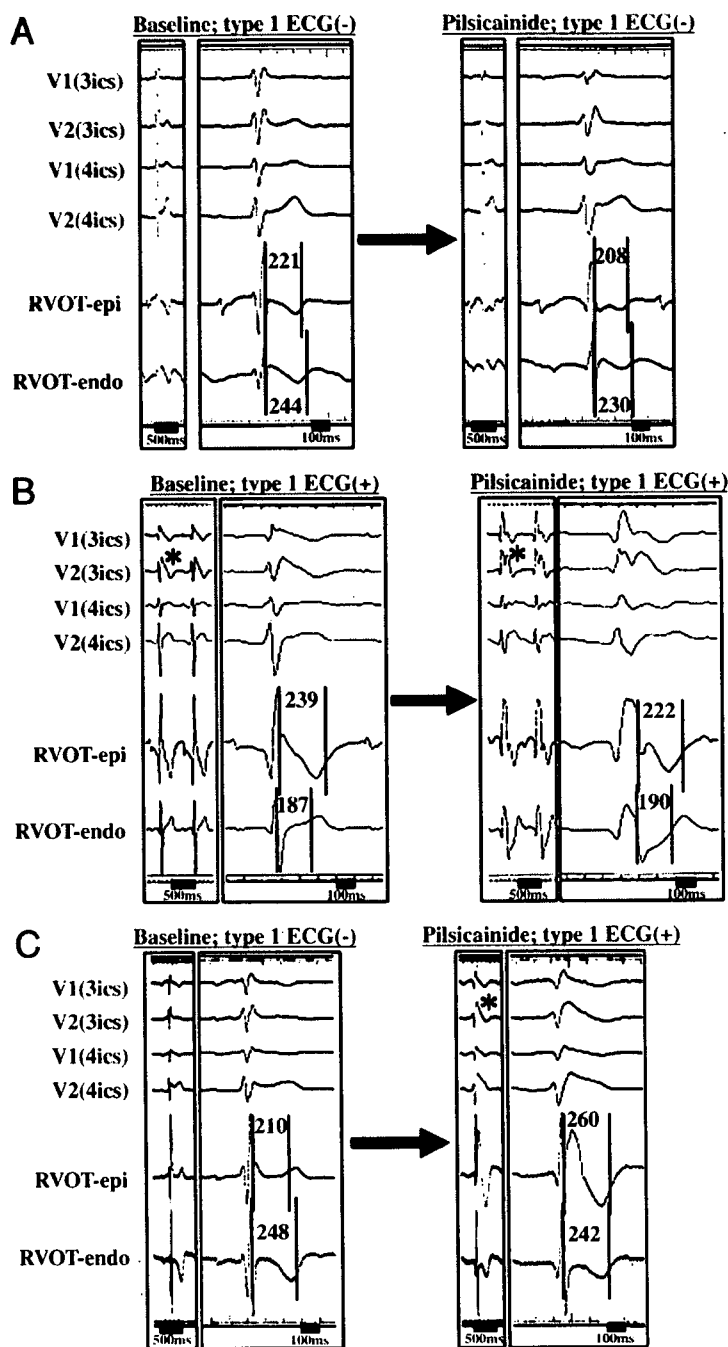 A
Baseline; type 1 ECG(-)
Pilsicainide; type 1 ECG(-)
V1(3ics)
V2(3ics)
V1(4ics)
V2(4ics)
221
208
RVOT-epi
RVOT-endo
244
230
500ms
100ms
500ms
100ms
B
Baseline; type 1 ECG(+)
Pilsicainide; type 1 ECG(+)
V1(3ics)
*
*
V2(3ics)
V1(4ics)
V2(4ics)
239
222
RVOT-epi
187
190
RVOT-endo
500ms
100ms
500ms
100ms
C
Baseline; type 1 ECG(-)
Pilsicainide; type 1 ECG(+)
V1(3ics)
*
V2(3ics)
V1(4ics)
V2(4ics)
210
260
RVOT-epi
248
242
RVOT-endo
500ms
100ms
500ms
100ms